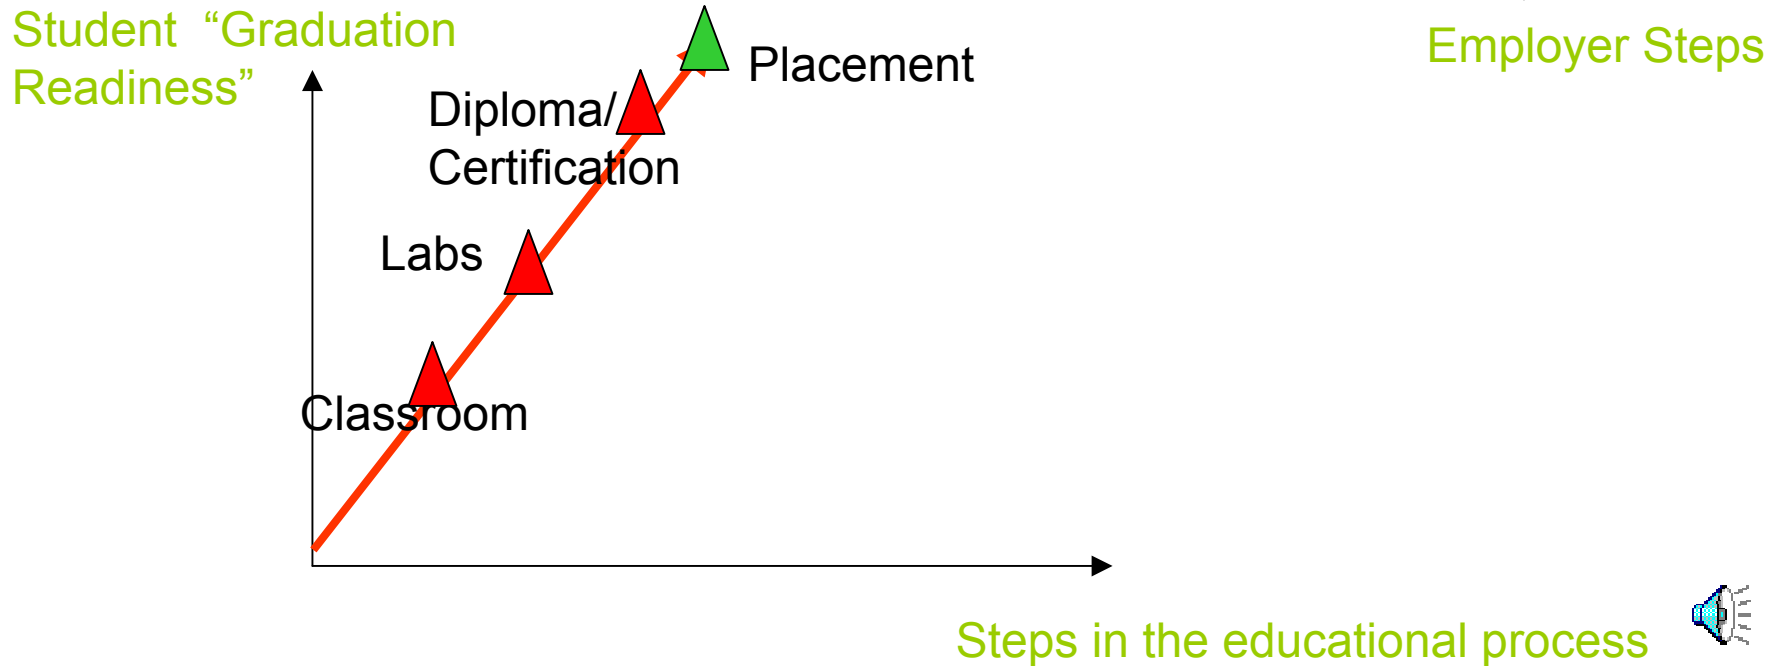 Student “Graduation
Readiness”
Employer Steps
Placement
Diploma/
Certification
Labs
Classroom
Steps in the educational process